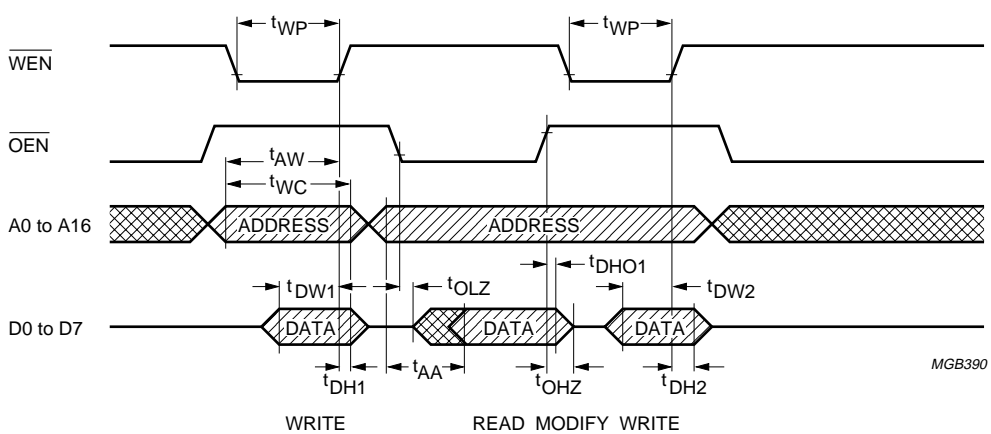 tWP tWP
WEN
OEN
tAW
tWC
A0 to A16 ADDRESS ADDRESS
tDHO1
tDW1 tOLZ tDW2
D0 to D7 DATA DATA DATA
tDH1 tAA tOHZ tDH2
MGB390
WRITE READ MODIFY WRITE